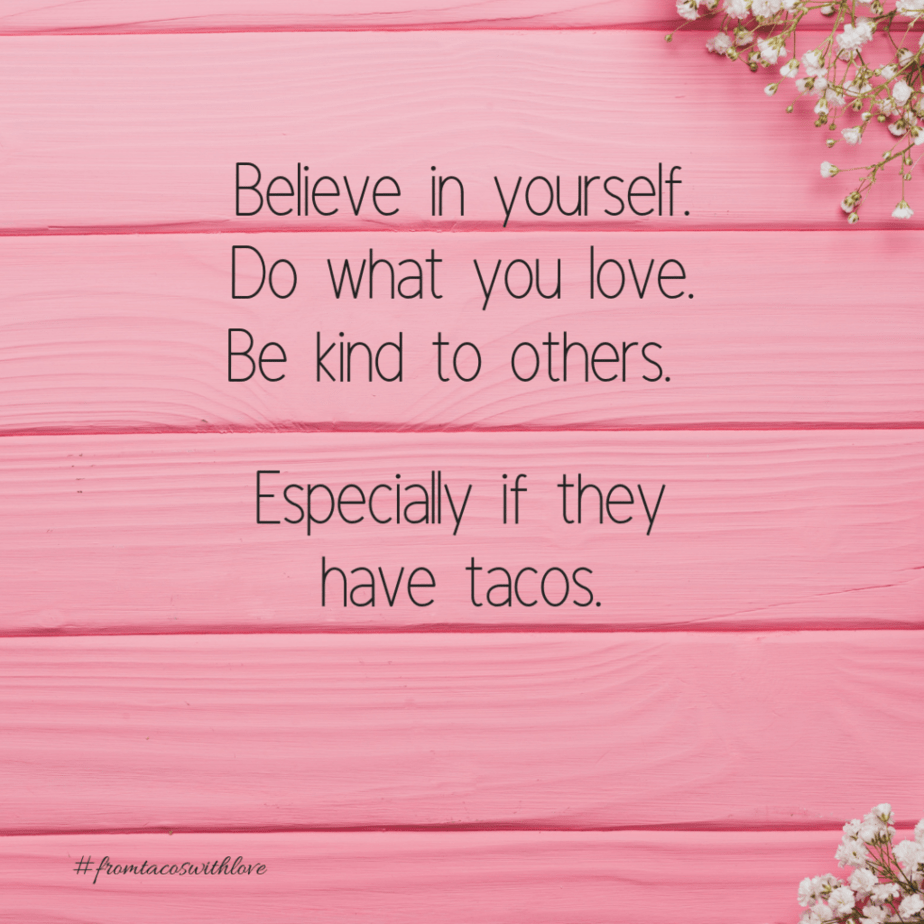 Believe in yourself.
Do what you love.
Be kind to others.
Especially if they
have tacos.
#fromtacoswithlove